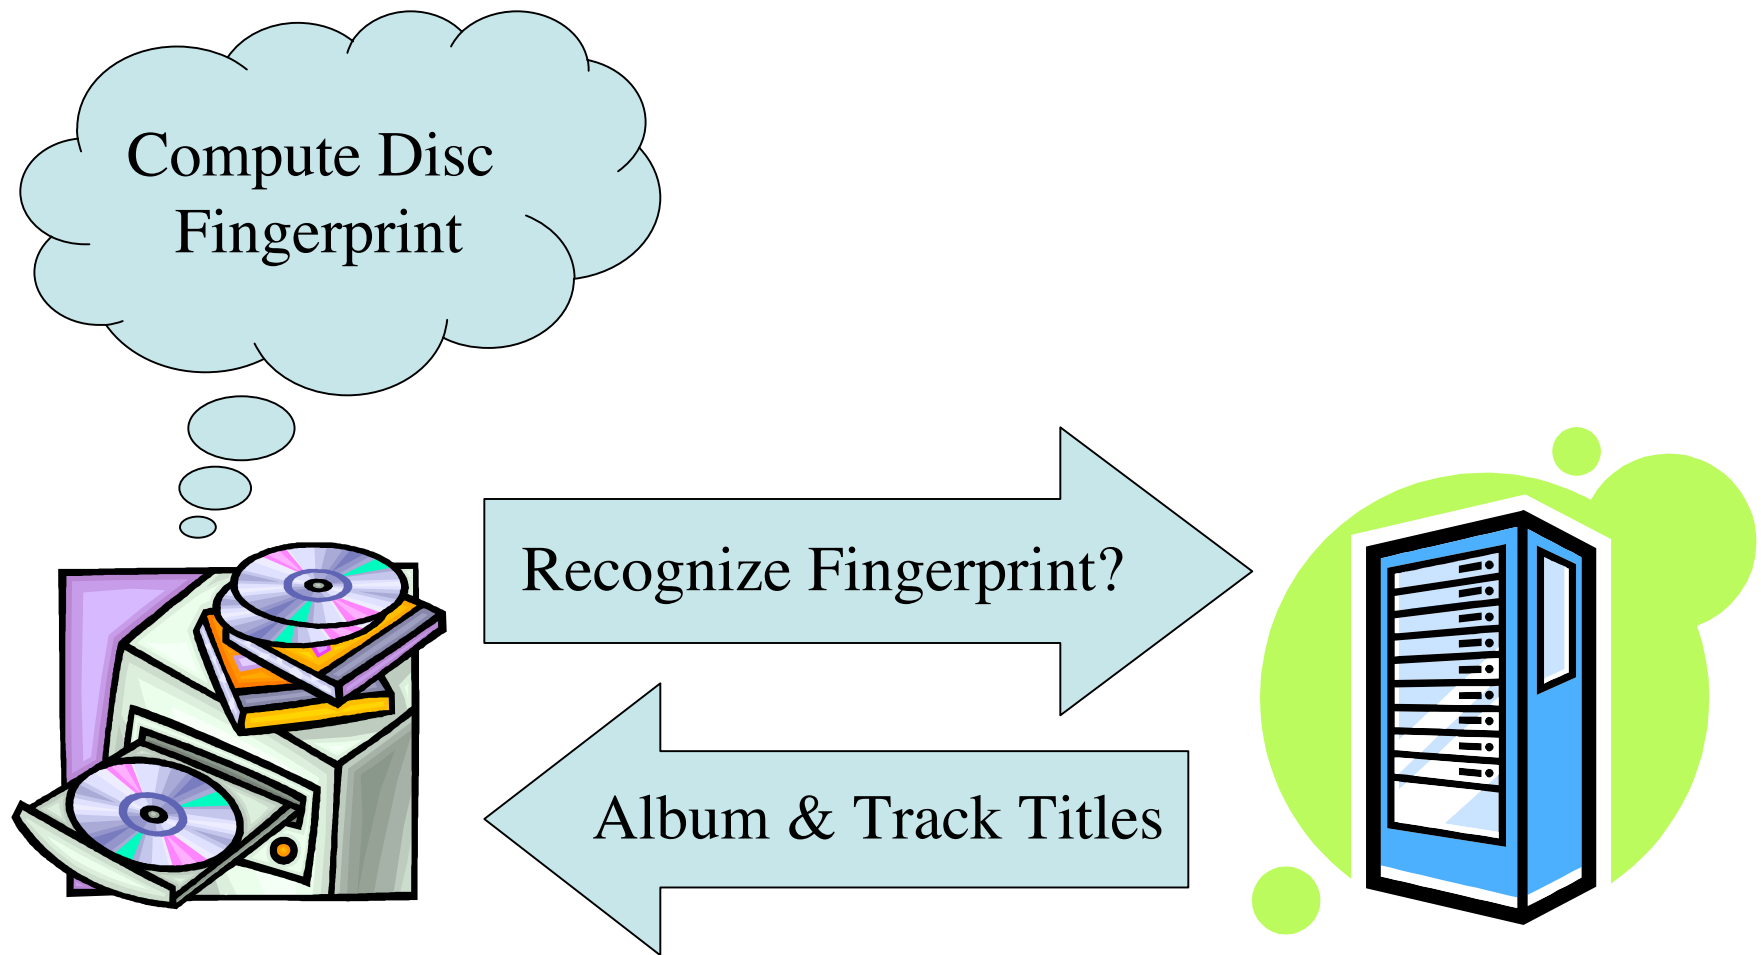 Compute Disc
Fingerprint
Recognize Fingerprint?
Album & Track Titles